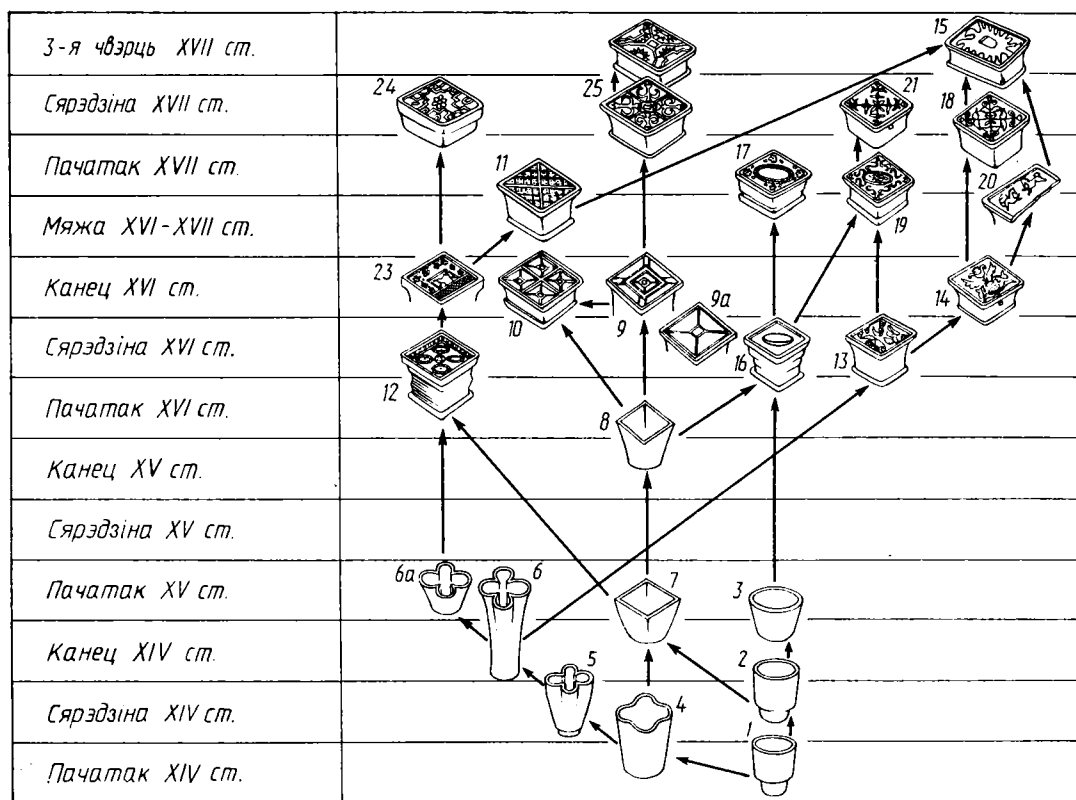 3-я чвэрць XVII ст.
15
Сярэдзіна XVII ст.
24
25
21
18
Пачатак XVII ст.
11
17
20
Мяжа XVI-XVII ст.
19
Канец XVI ст.
23
10
9
9а
14
Сярэдзіна XVI ст.
12
16
13
Пачатак XVI ст.
8
Канец XV ст.
Сярэдзіна XV ст.
Пачатак XV ст.
6а
6
7
3
Канец XIV ст.
5
2
Сярэдзіна XIV ст.
4
1
Пачатак XIV ст.